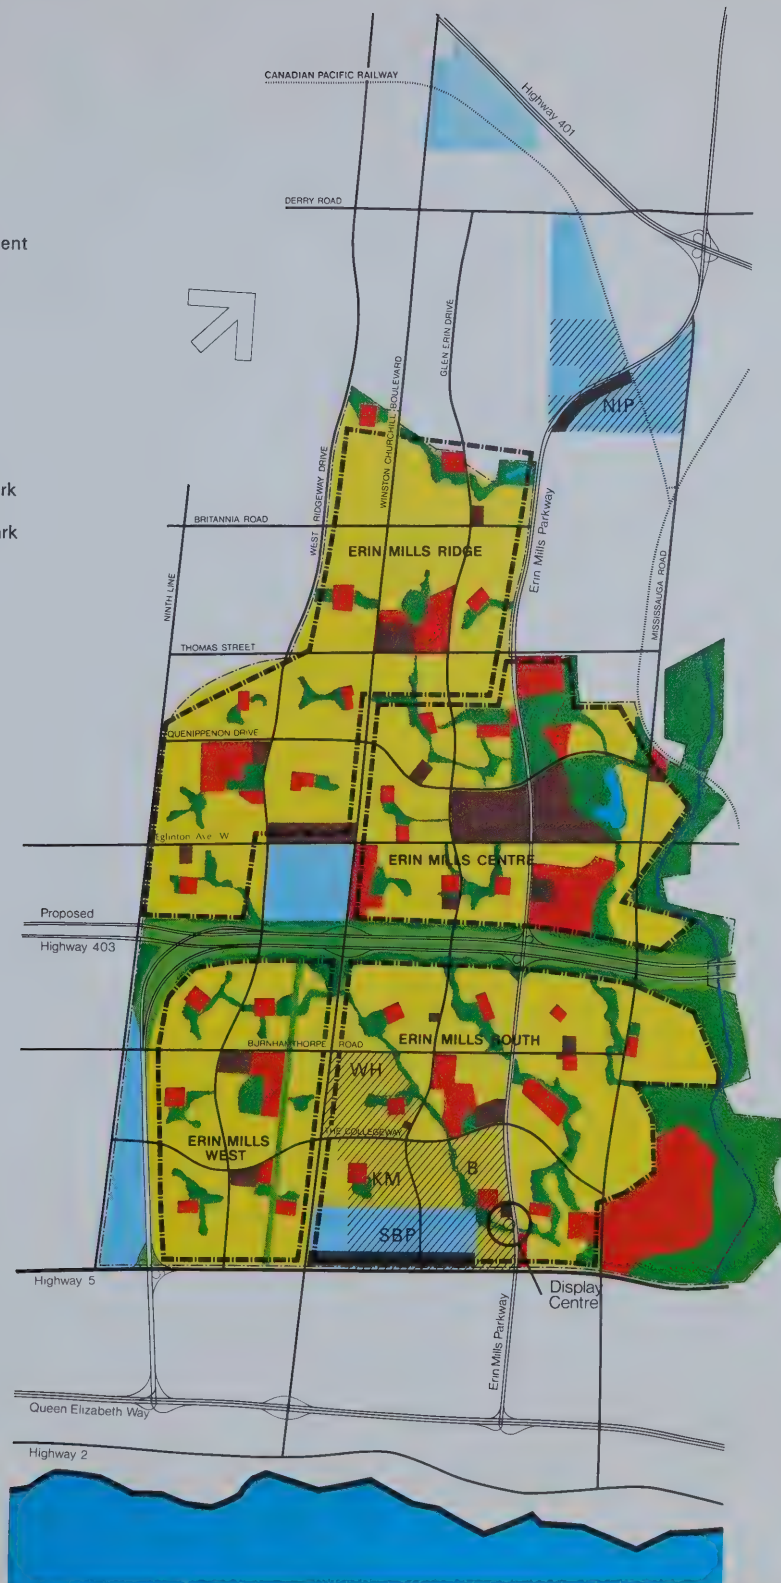 CANADIAN PACIFIC RAILWAY
Highway 401
DERRY ROAD
ent
GLEN ERIN DRIVE
WINSTON CHURCHILL BOULEVARD
NIP
WEST RIDGEWAY DRIVE
rk
BRITANNIA ROAD
ark
ERIN MILLS RIDGE
Erin Mills Parkway
MISSISSAUGA ROAD
NINTH LINE
THOMAS STREET
QUENIPPENON DRIVE
Eglinton Ave. W
ERIN MILLS CENTRE
Proposed
Highway 403
BURNHAMTHORPE ROAD
ERIN MILLS SOUTH
WH
THE COLLEGEWAY
ERIN MILLS
WEST
KM
B
SBP
Highway 5
Display
Centre
Erin Mills Parkway
Queen Elizabeth Way
Highway 2